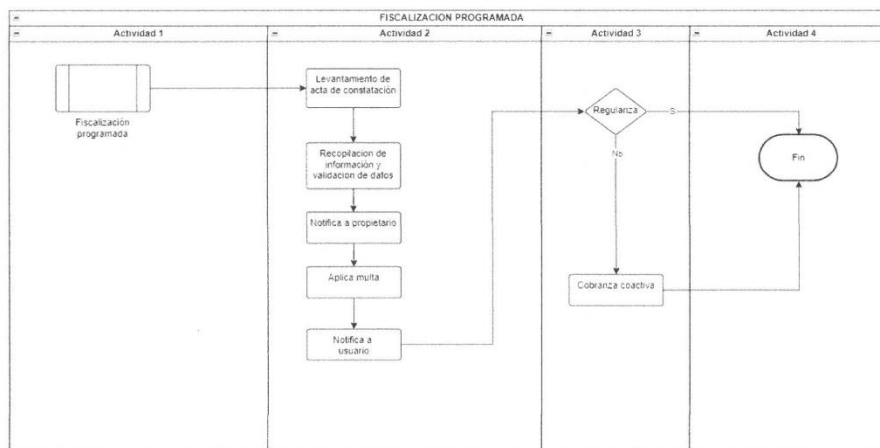 FISCALIZACION PROGRAMADA
Actividad 1
Actividad 2
Actividad 3
Actividad 4
Fiscalización
programada
Levantamiento de
acta de constatación
Recopilacion de
información y
validacion de datos
Notifica a propietario
Aplica multa
Notifica a
usuario
Regulariza
Si
No
Cobranza coactiva
Fin